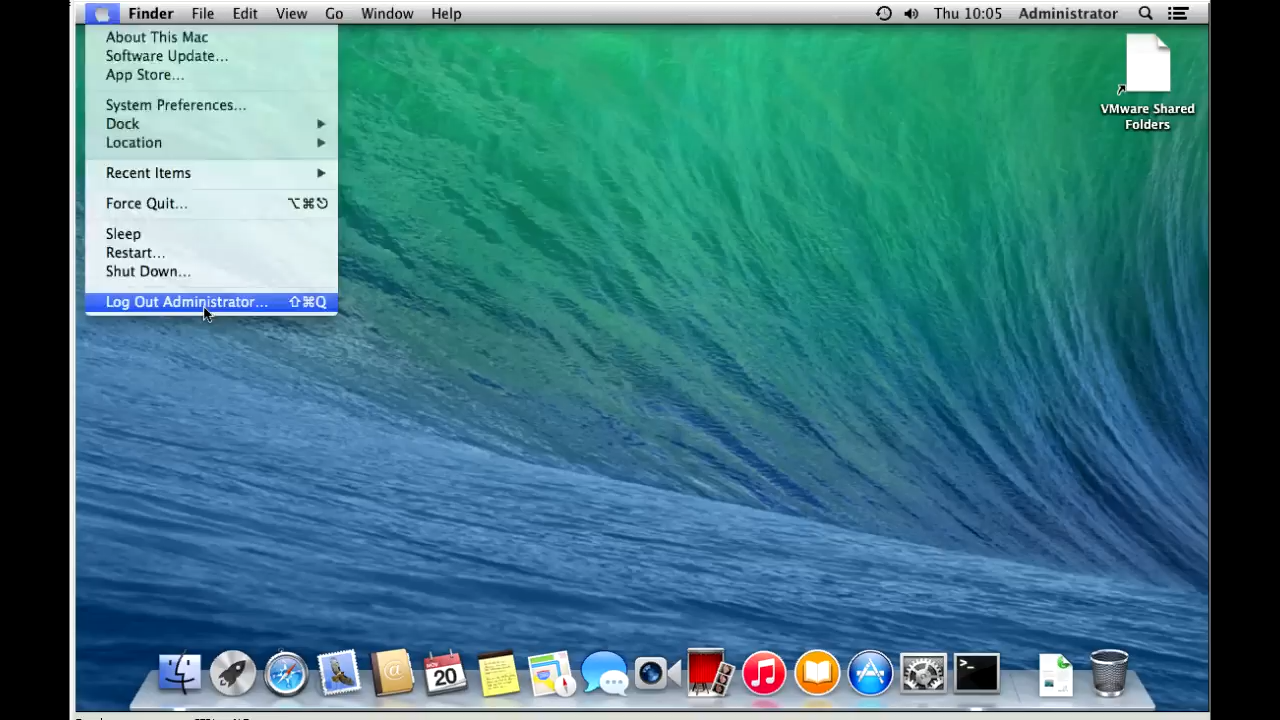 Finder File Edit View Go Window Help Thu 10:05 Administrator
About This Mac
Software Update...
App Store...
System Preferences...
Dock
Location
Recent Items
Force Quit... ⌥⌘⎋
Sleep
Restart...
Shut Down...
Log Out Administrator... ⇧⌘Q
VMware Shared
Folders
20